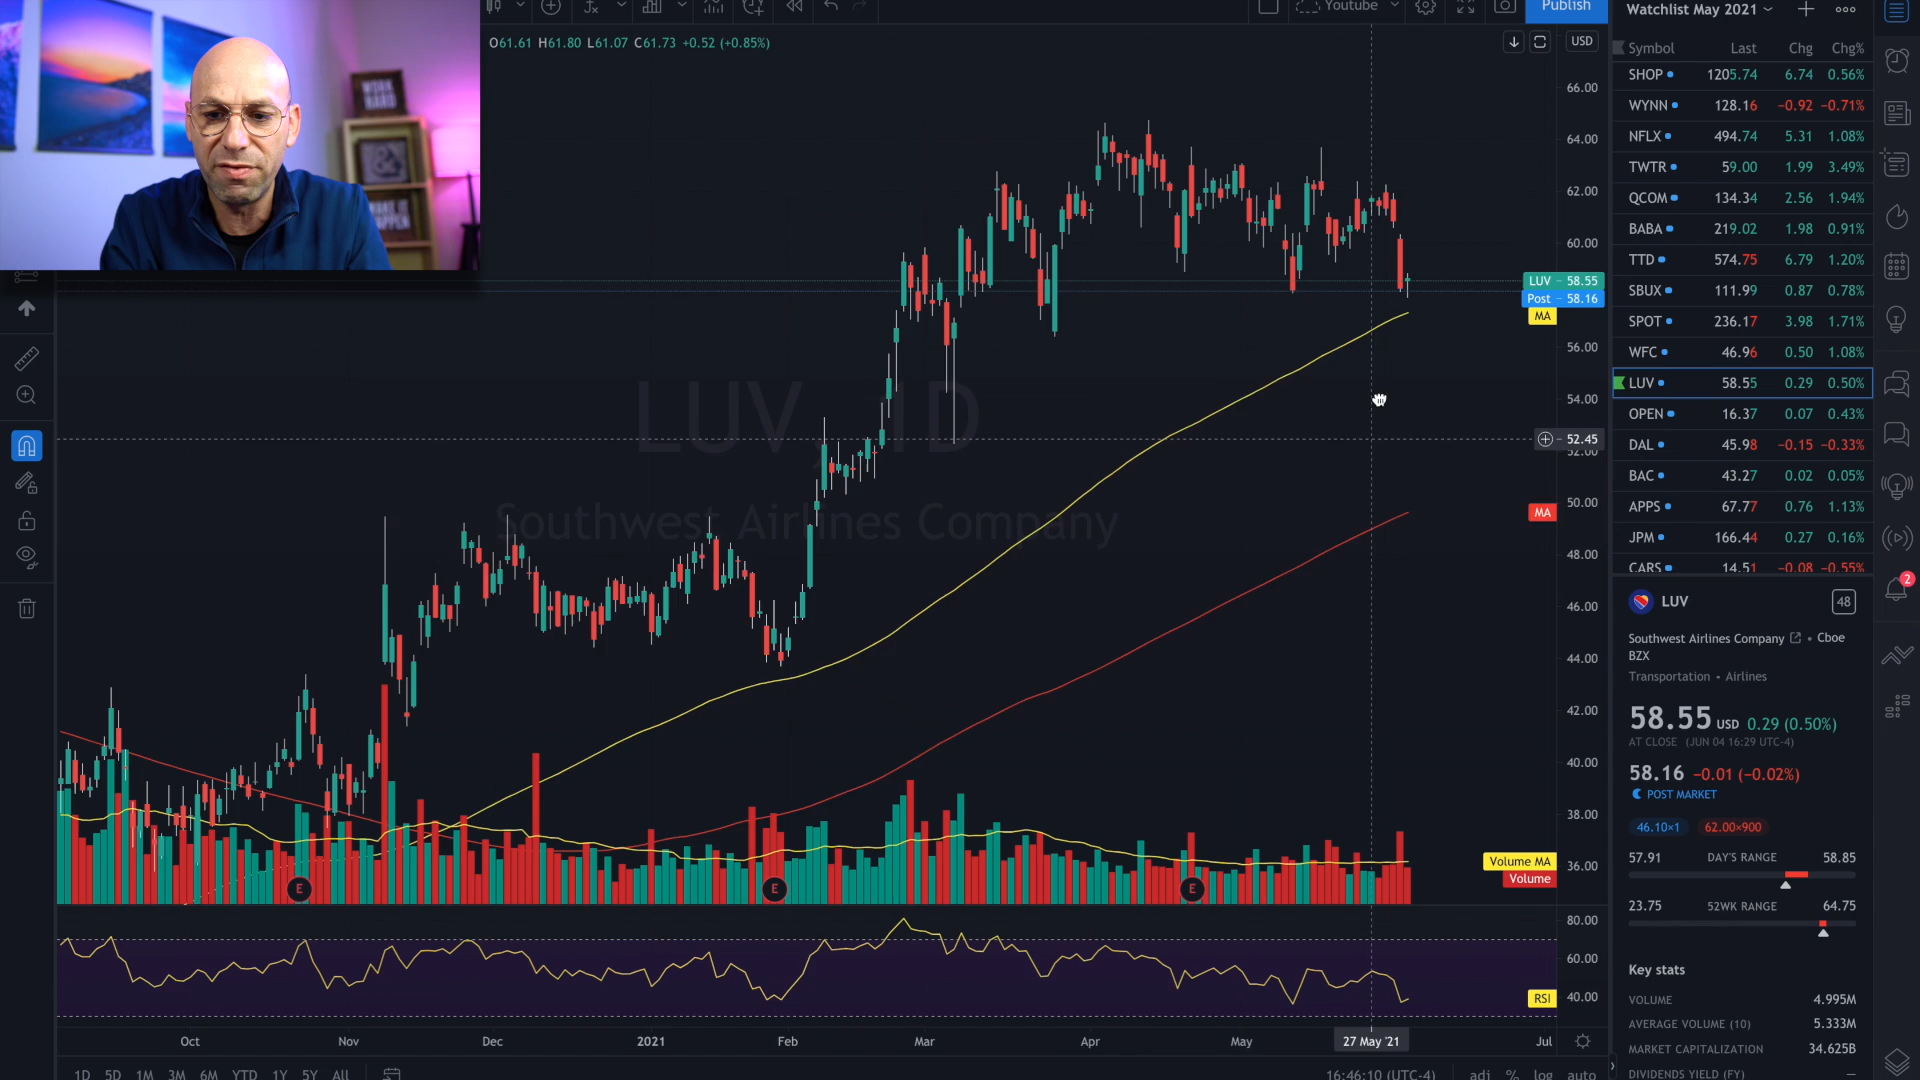 WORK
HARD
MAKE IT
HAPPEN
Youtube
Publish
O61.61 H61.80 L61.07 C61.73 +0.52 (+0.85%)
USD
66.00
64.00
62.00
60.00
LUV 58.55
Post 58.16
MA
56.00
54.00
52.45
52.00
50.00
MA
48.00
46.00
44.00
42.00
40.00
38.00
36.00
Volume MA
Volume
LUV, 1D
Southwest Airlines Company
E
E
E
80.00
60.00
40.00
RSI
Oct
Nov
Dec
2021
Feb
Mar
Apr
May
27 May '21
Jul
1D 5D 1M 3M 6M YTD 1Y 5Y All
16:46:10 (UTC-4) adj % log auto
Watchlist May 2021
Symbol Last Chg Chg%
SHOP 1205.74 6.74 0.56%
WYNN 128.16 −0.92 −0.71%
NFLX 494.74 5.31 1.08%
TWTR 59.00 1.99 3.49%
QCOM 134.34 2.56 1.94%
BABA 219.02 1.98 0.91%
TTD 574.75 6.79 1.20%
SBUX 111.99 0.87 0.78%
SPOT 236.17 3.98 1.71%
WFC 46.96 0.50 1.08%
LUV 58.55 0.29 0.50%
OPEN 16.37 0.07 0.43%
DAL 45.98 −0.15 −0.33%
BAC 43.27 0.02 0.05%
APPS 67.77 0.76 1.13%
JPM 166.44 0.27 0.16%
CARS 14.51 −0.08 −0.55%
2
LUV
48
Southwest Airlines Company • Cboe
BZX
Transportation • Airlines
58.55 USD 0.29 (0.50%)
AT CLOSE (JUN 04 16:29 UTC-4)
58.16 −0.01 (−0.02%)
POST MARKET
46.10×1 62.00×900
57.91 DAY'S RANGE 58.85
23.75 52WK RANGE 64.75
Key stats
VOLUME 4.995M
AVERAGE VOLUME (10) 5.333M
MARKET CAPITALIZATION 34.625B
DIVIDENDS YIELD (FY) —